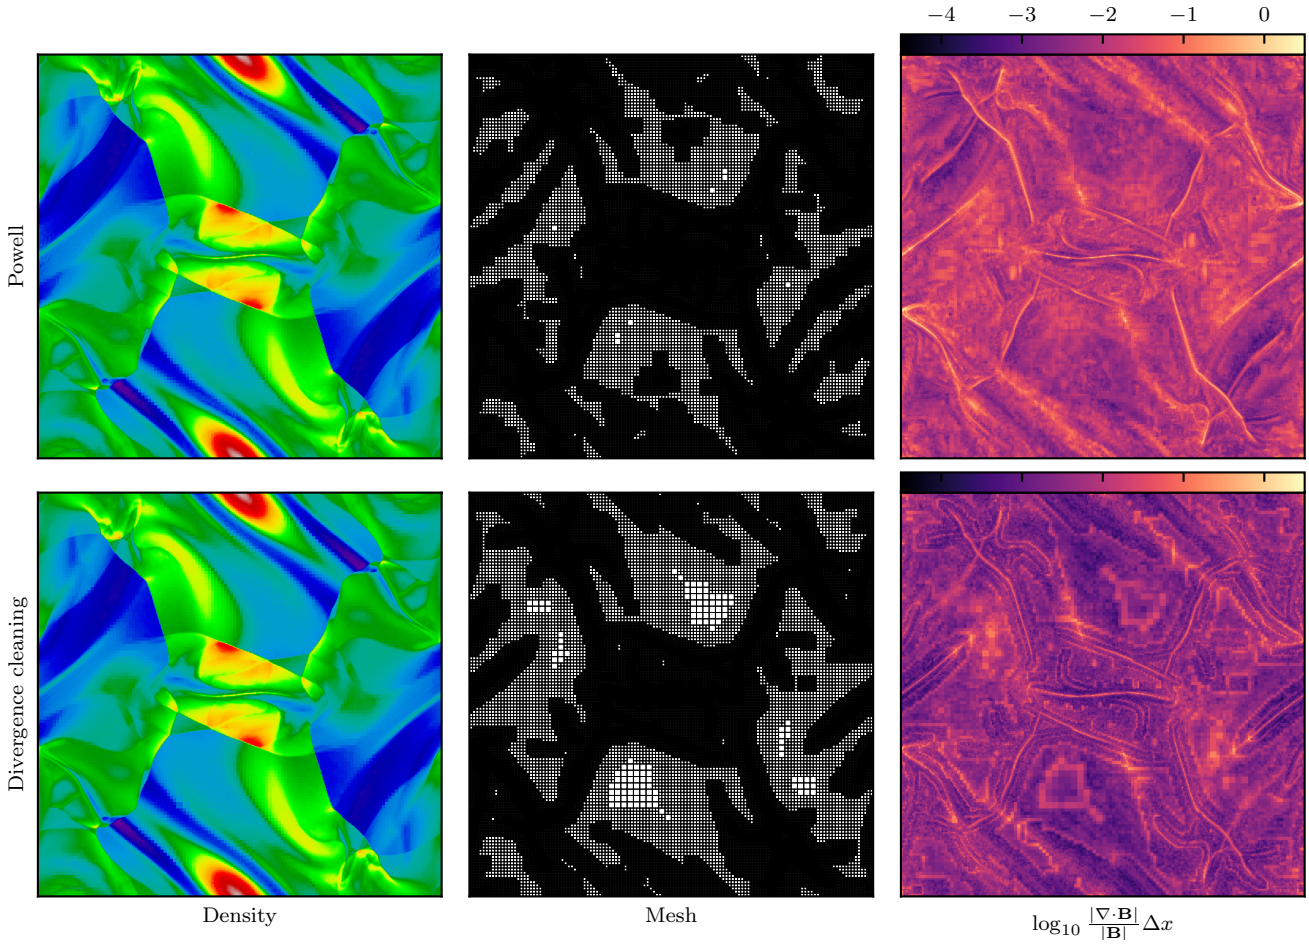 −4 −3 −2 −1 0
Powell
Divergence cleaning
Density
Mesh
log₁₀ |∇·𝐁|/|𝐁| Δx